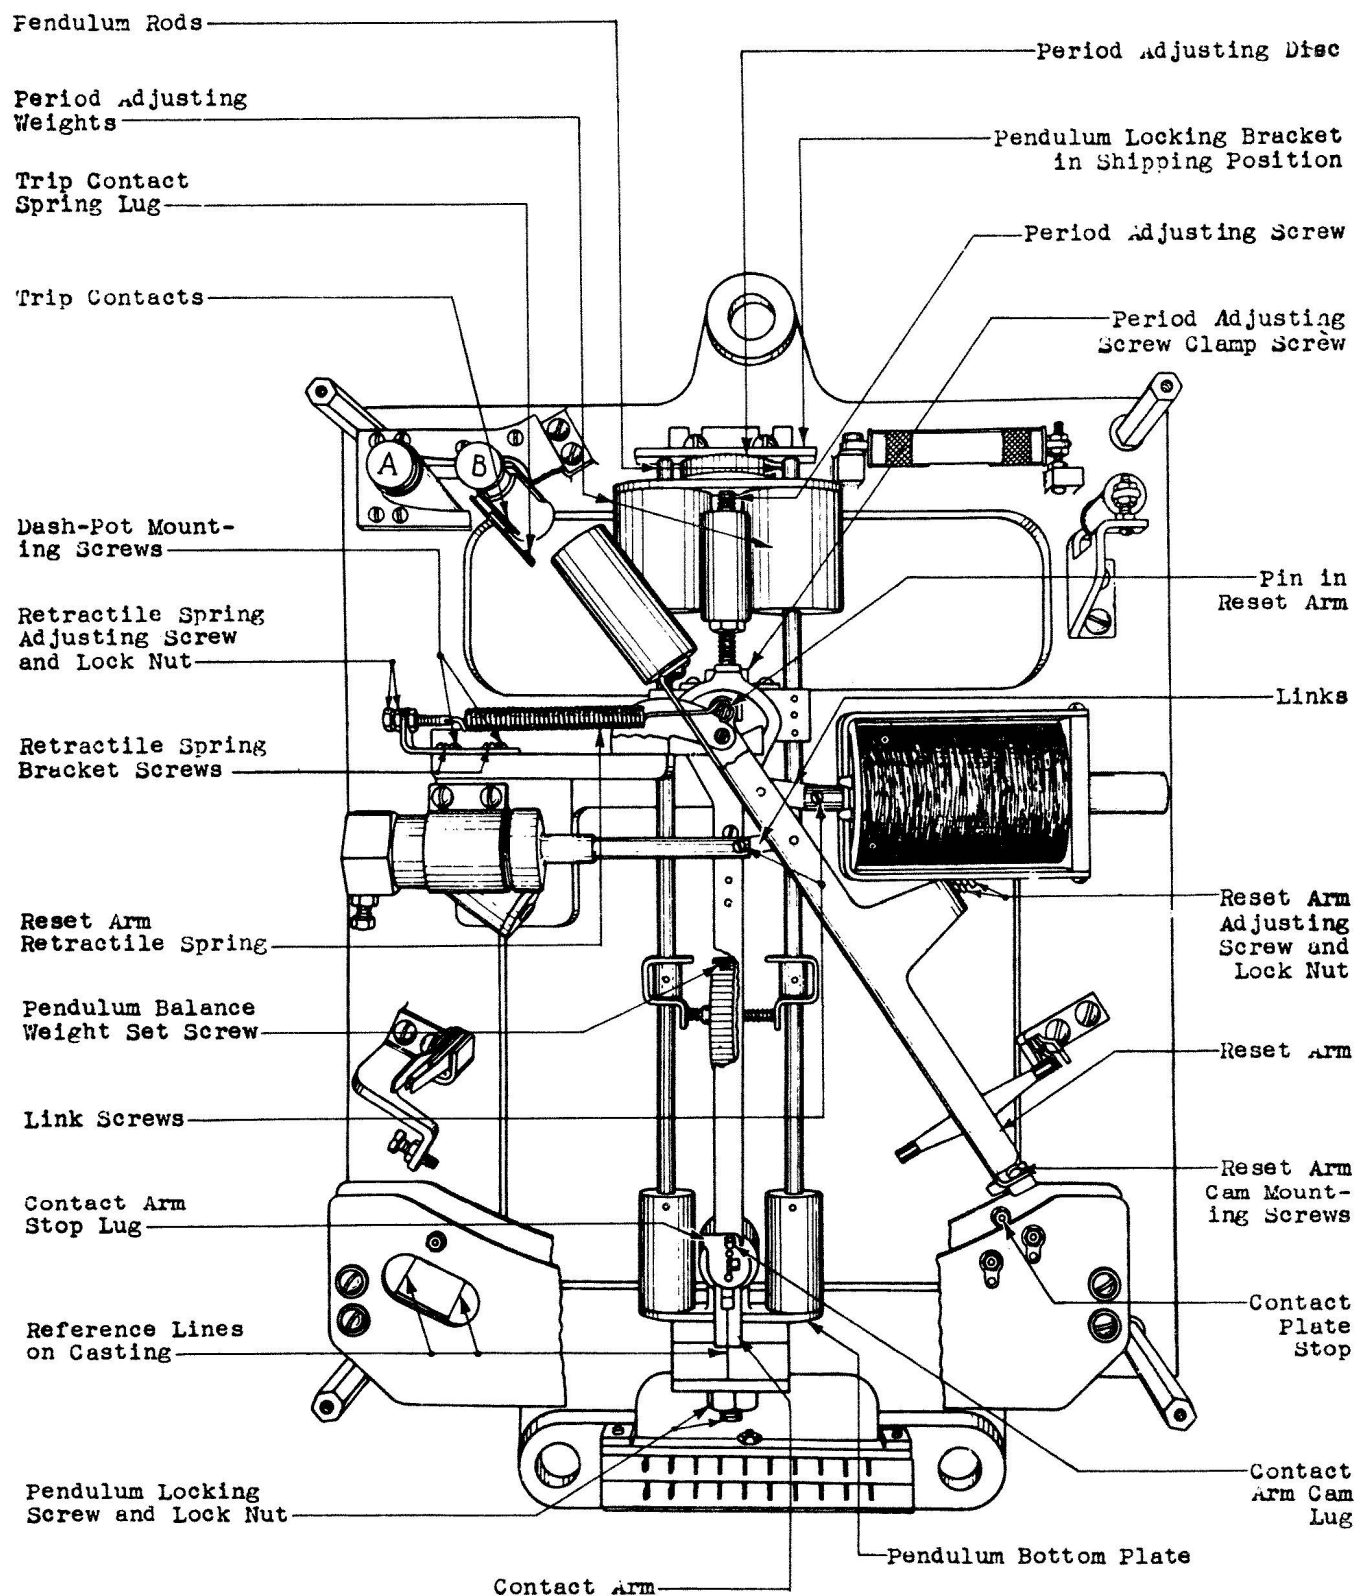 Pendulum Rods
Period Adjusting
Weights
Trip Contact
Spring Lug
Trip Contacts
Dash-Pot Mount-
ing Screws
Retractile Spring
Adjusting Screw
and Lock Nut
Retractile Spring
Bracket Screws
Reset Arm
Retractile Spring
Pendulum Balance
Weight Set Screw
Link Screws
Contact Arm
Stop Lug
Reference Lines
on Casting
Pendulum Locking
Screw and Lock Nut
Contact Arm
A
B
Period Adjusting Disc
Pendulum Locking Bracket
in Shipping Position
Period Adjusting Screw
Period Adjusting
Screw Clamp Screw
Pin in
Reset Arm
Links
Reset Arm
Adjusting
Screw and
Lock Nut
Reset Arm
Reset Arm
Cam Mount-
ing Screws
Contact
Plate
Stop
Contact
Arm Cam
Lug
Pendulum Bottom Plate